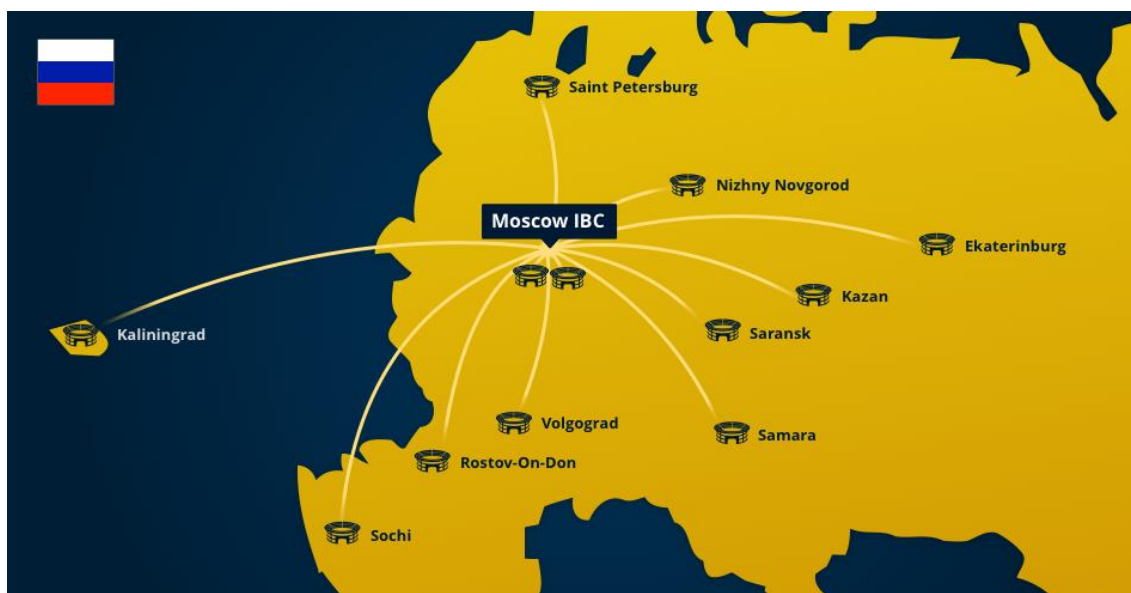 Saint Petersburg
Nizhny Novgorod
Moscow IBC
Ekaterinburg
Kazan
Saransk
Kaliningrad
Volgograd
Samara
Rostov-On-Don
Sochi